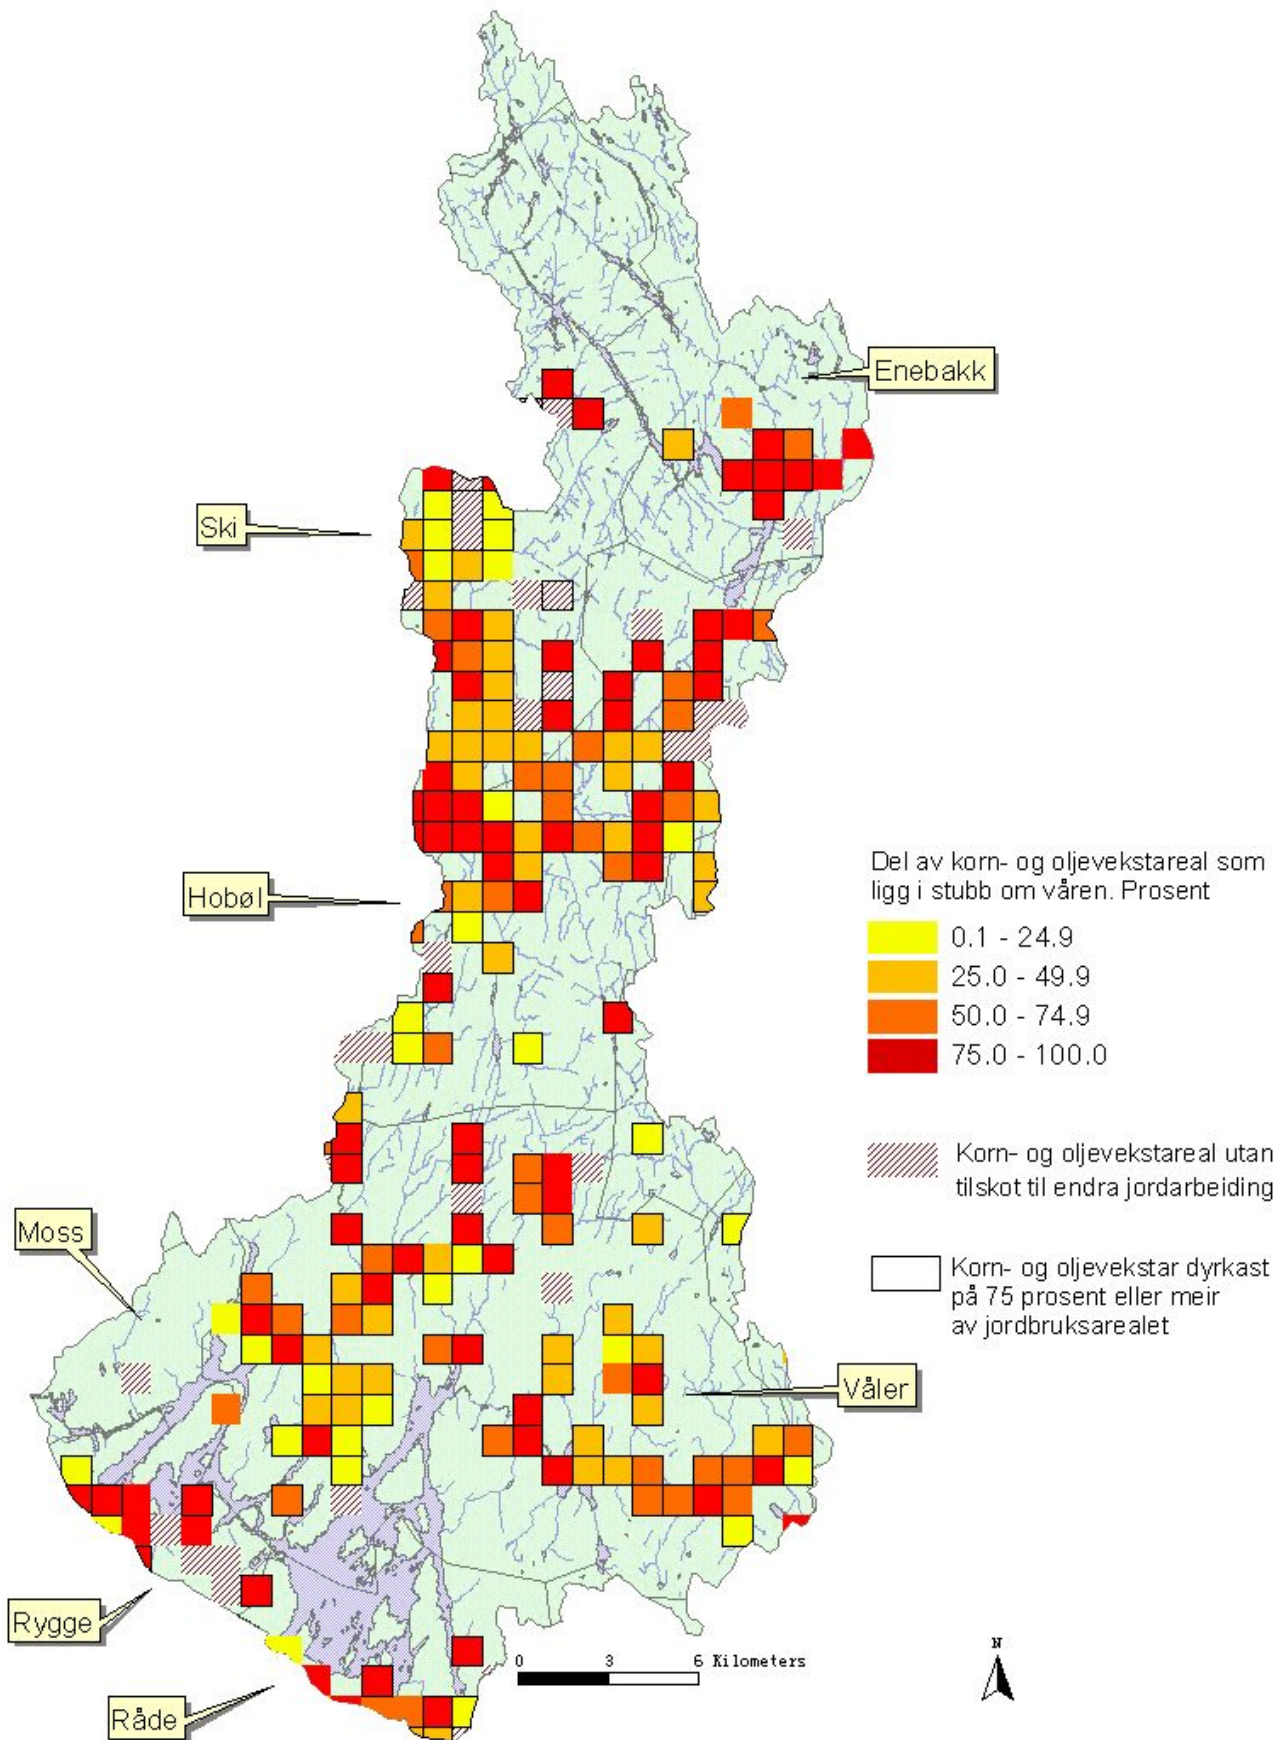 Enebakk
Ski
Del av korn- og oljevekstareal som
ligg i stubb om våren. Prosent
Hobøl
0.1 - 24.9
25.0 - 49.9
50.0 - 74.9
75.0 - 100.0
Korn- og oljevekstareal utan
tilskot til endra jordarbeiding
Moss
Korn- og oljevekstar dyrkast
på 75 prosent eller meir
av jordbruksarealet
Våler
Rygge
0 3 6 Kilometers
N
Råde